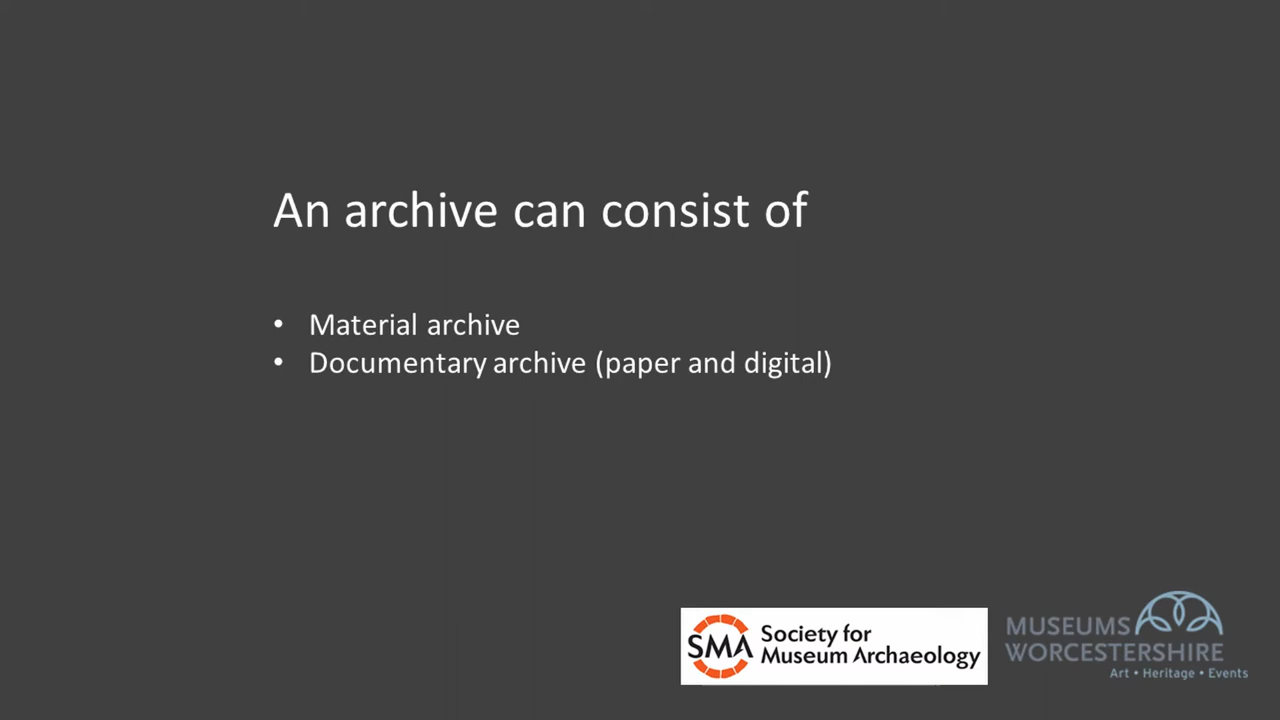 An archive can consist of
• Material archive
• Documentary archive (paper and digital)
SMA
Society for
Museum Archaeology
MUSEUMS
WORCESTERSHIRE
Art • Heritage • Events